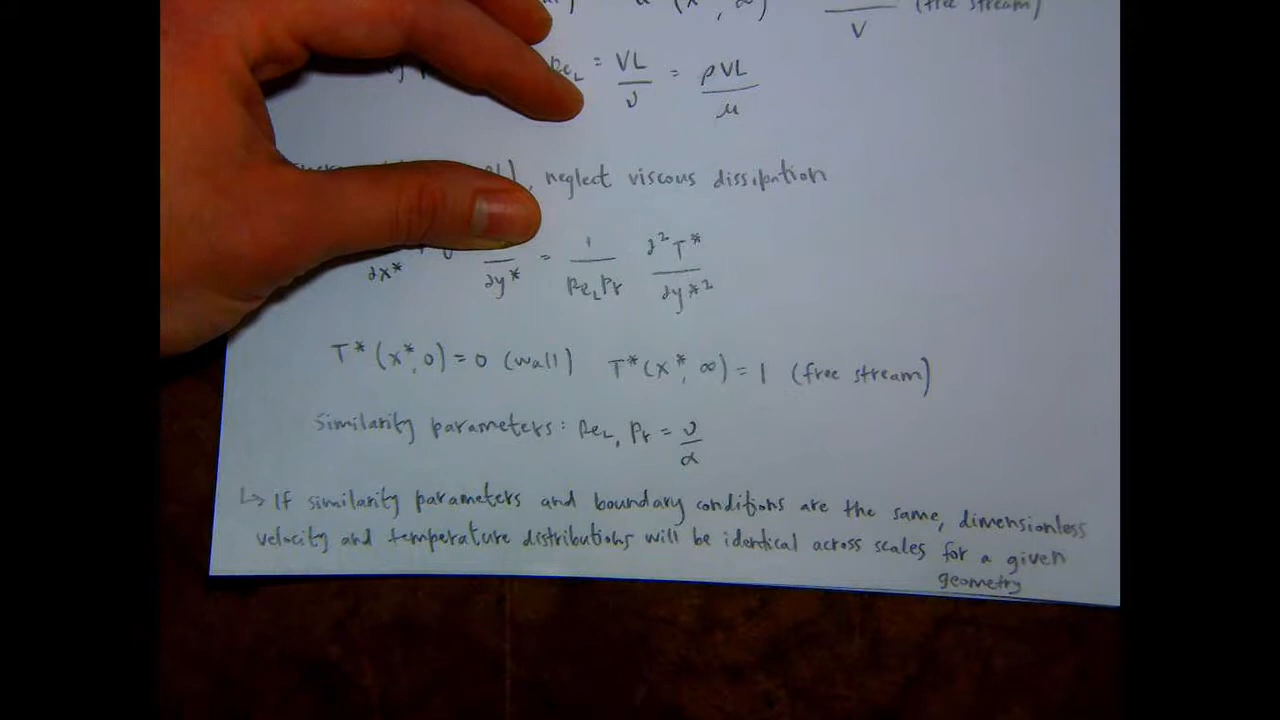 (x*, ∞) / V (free stream)
Re_L = VL/ν = ρVL/μ
, neglect viscous dissipation
∂x* ∂y* = 1/(Re_L Pr) ∂²T*/∂y*²
T*(x*,0) = 0 (wall) T*(x*,∞) = 1 (free stream)
Similarity parameters: Re_L, Pr = ν/α
↳ If similarity parameters and boundary conditions are the same, dimensionless
velocity and temperature distributions will be identical across scales for a given
geometry